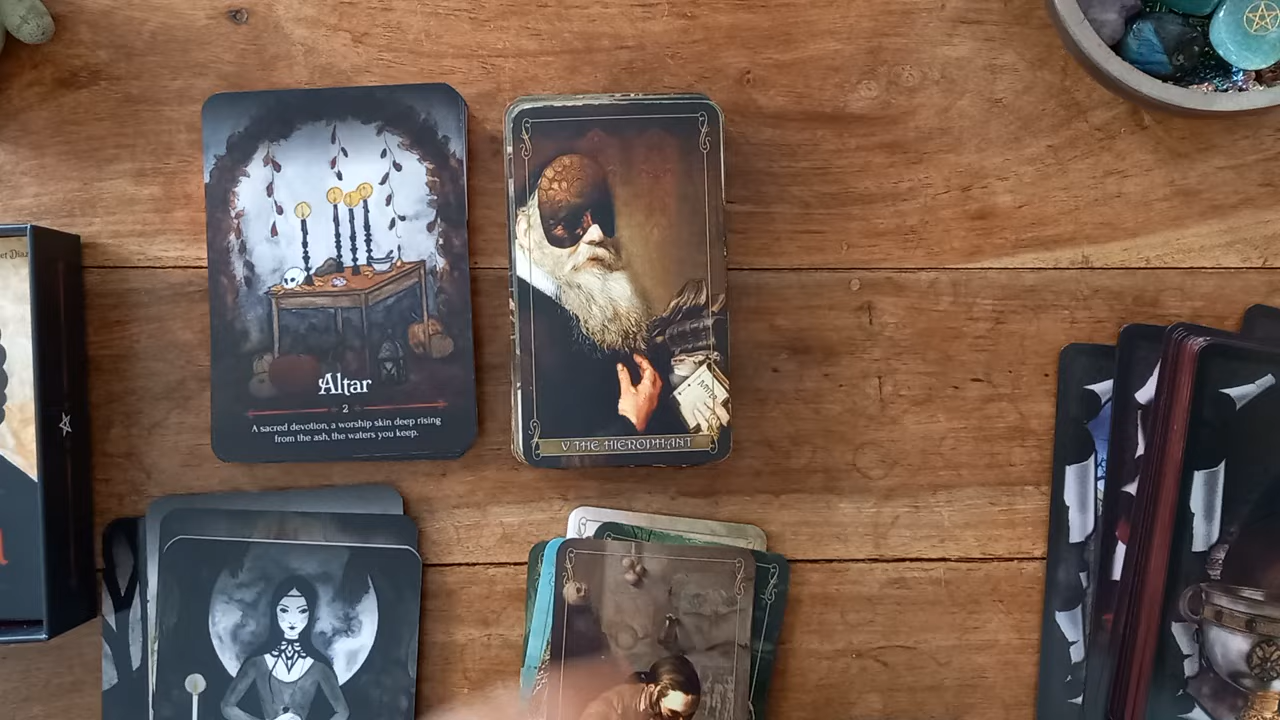 Altar
2
A sacred devotion, a worship skin deep rising
from the ash, the waters you keep.
V THE HIEROPHANT